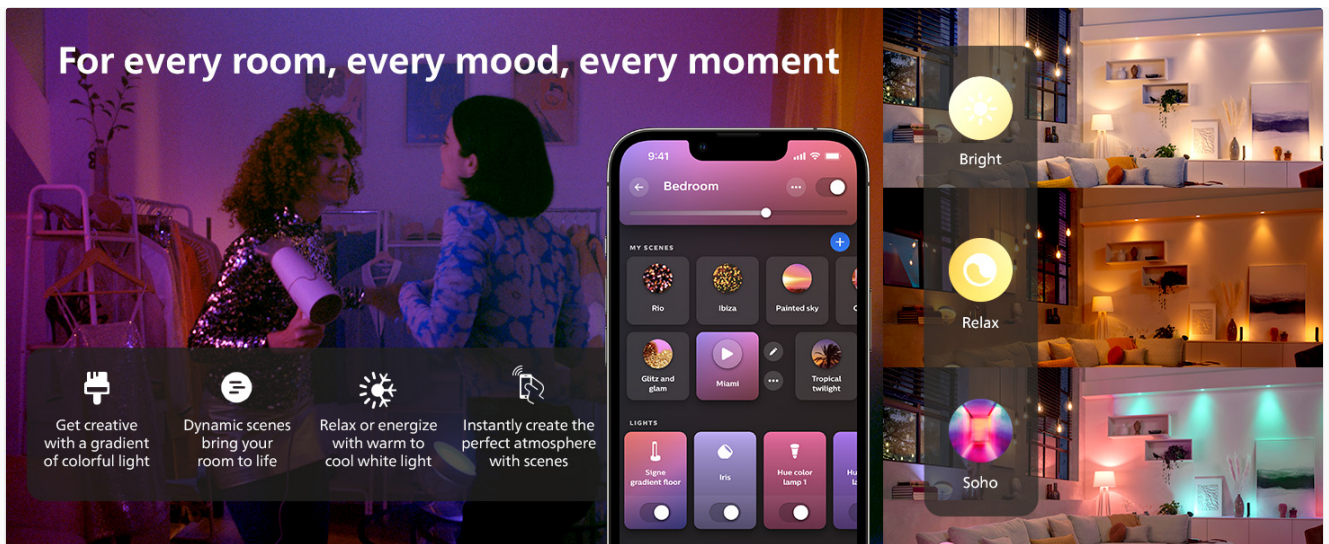 For every room, every mood, every moment
Get creative
with a gradient
of colorful light
Dynamic scenes
bring your
room to life
Relax or energize
with warm to
cool white light
Instantly create the
perfect atmosphere
with scenes
9:41
Bedroom
MY SCENES
Rio
Ibiza
Painted sky
Glitz and
glam
Miami
Tropical
twilight
LIGHTS
Signe
gradient floor
Iris
Hue color
lamp 1
Hu
Bright
Relax
Soho